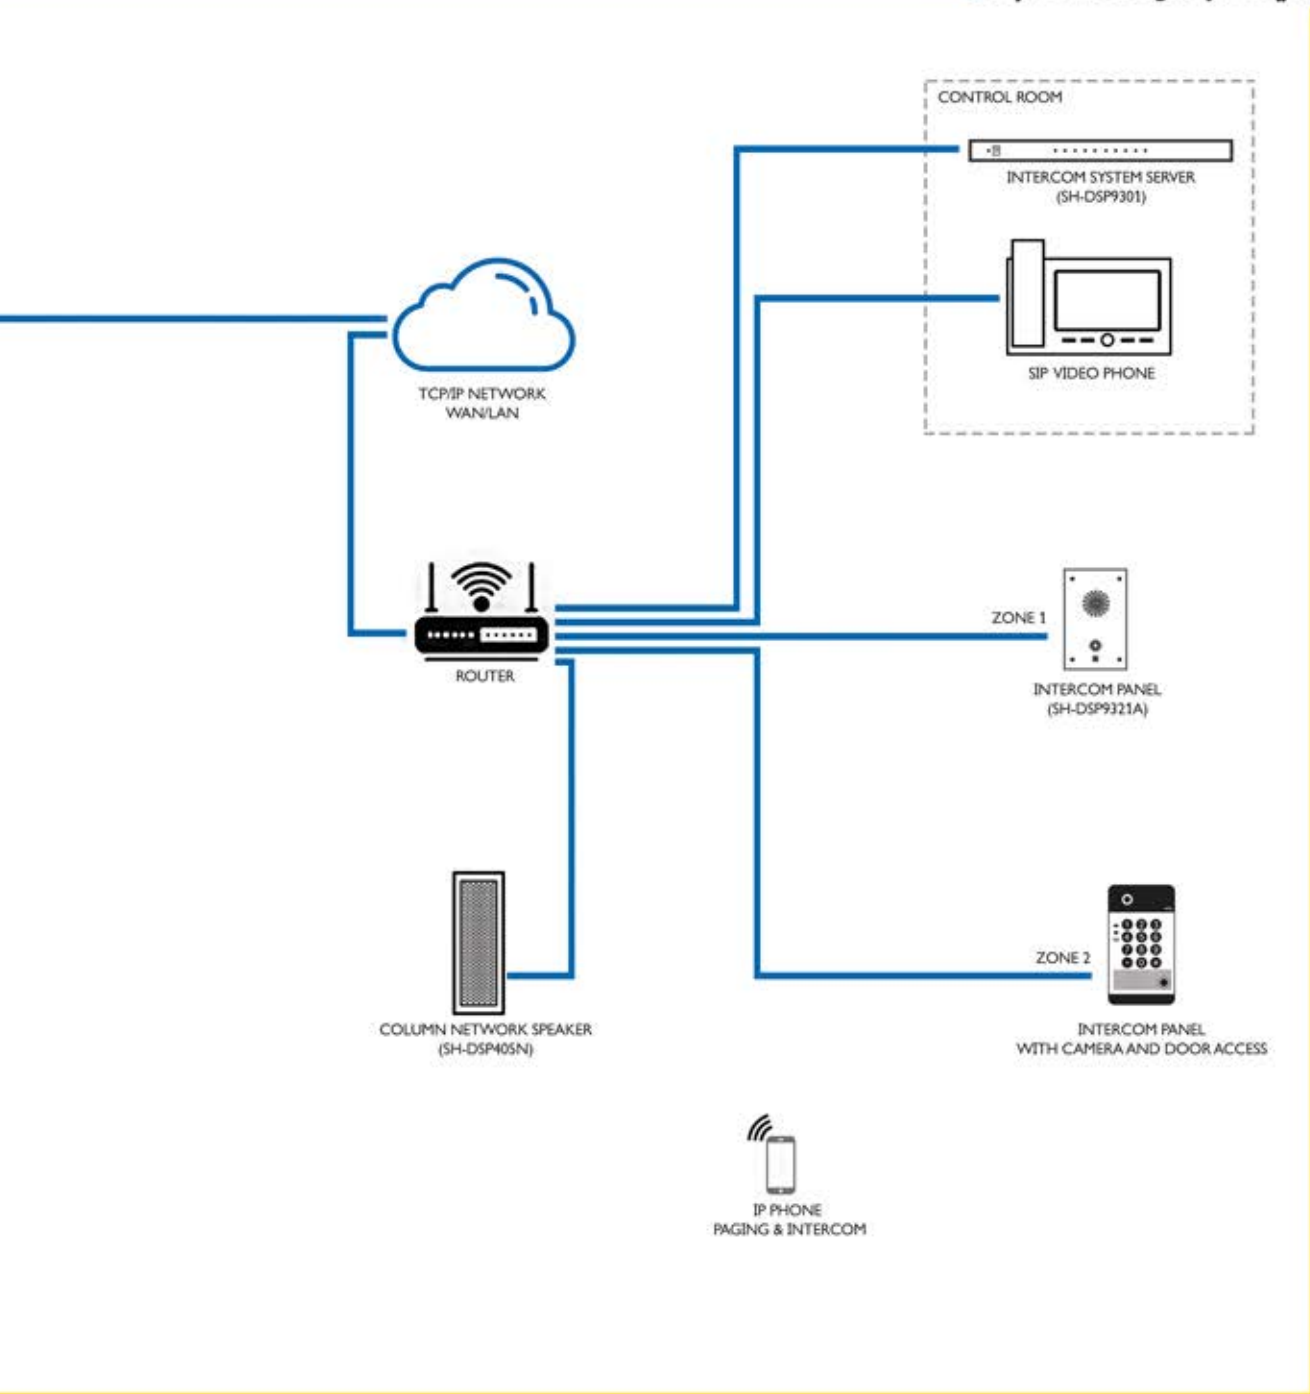 CONTROL ROOM
INTERCOM SYSTEM SERVER
(SH-DSP9301)
SIP VIDEO PHONE
TCP/IP NETWORK
WAN/LAN
ROUTER
ZONE 1
INTERCOM PANEL
(SH-DSP9321A)
COLUMN NETWORK SPEAKER
(SH-DSP405N)
ZONE 2
INTERCOM PANEL
WITH CAMERA AND DOOR ACCESS
IP PHONE
PAGING & INTERCOM